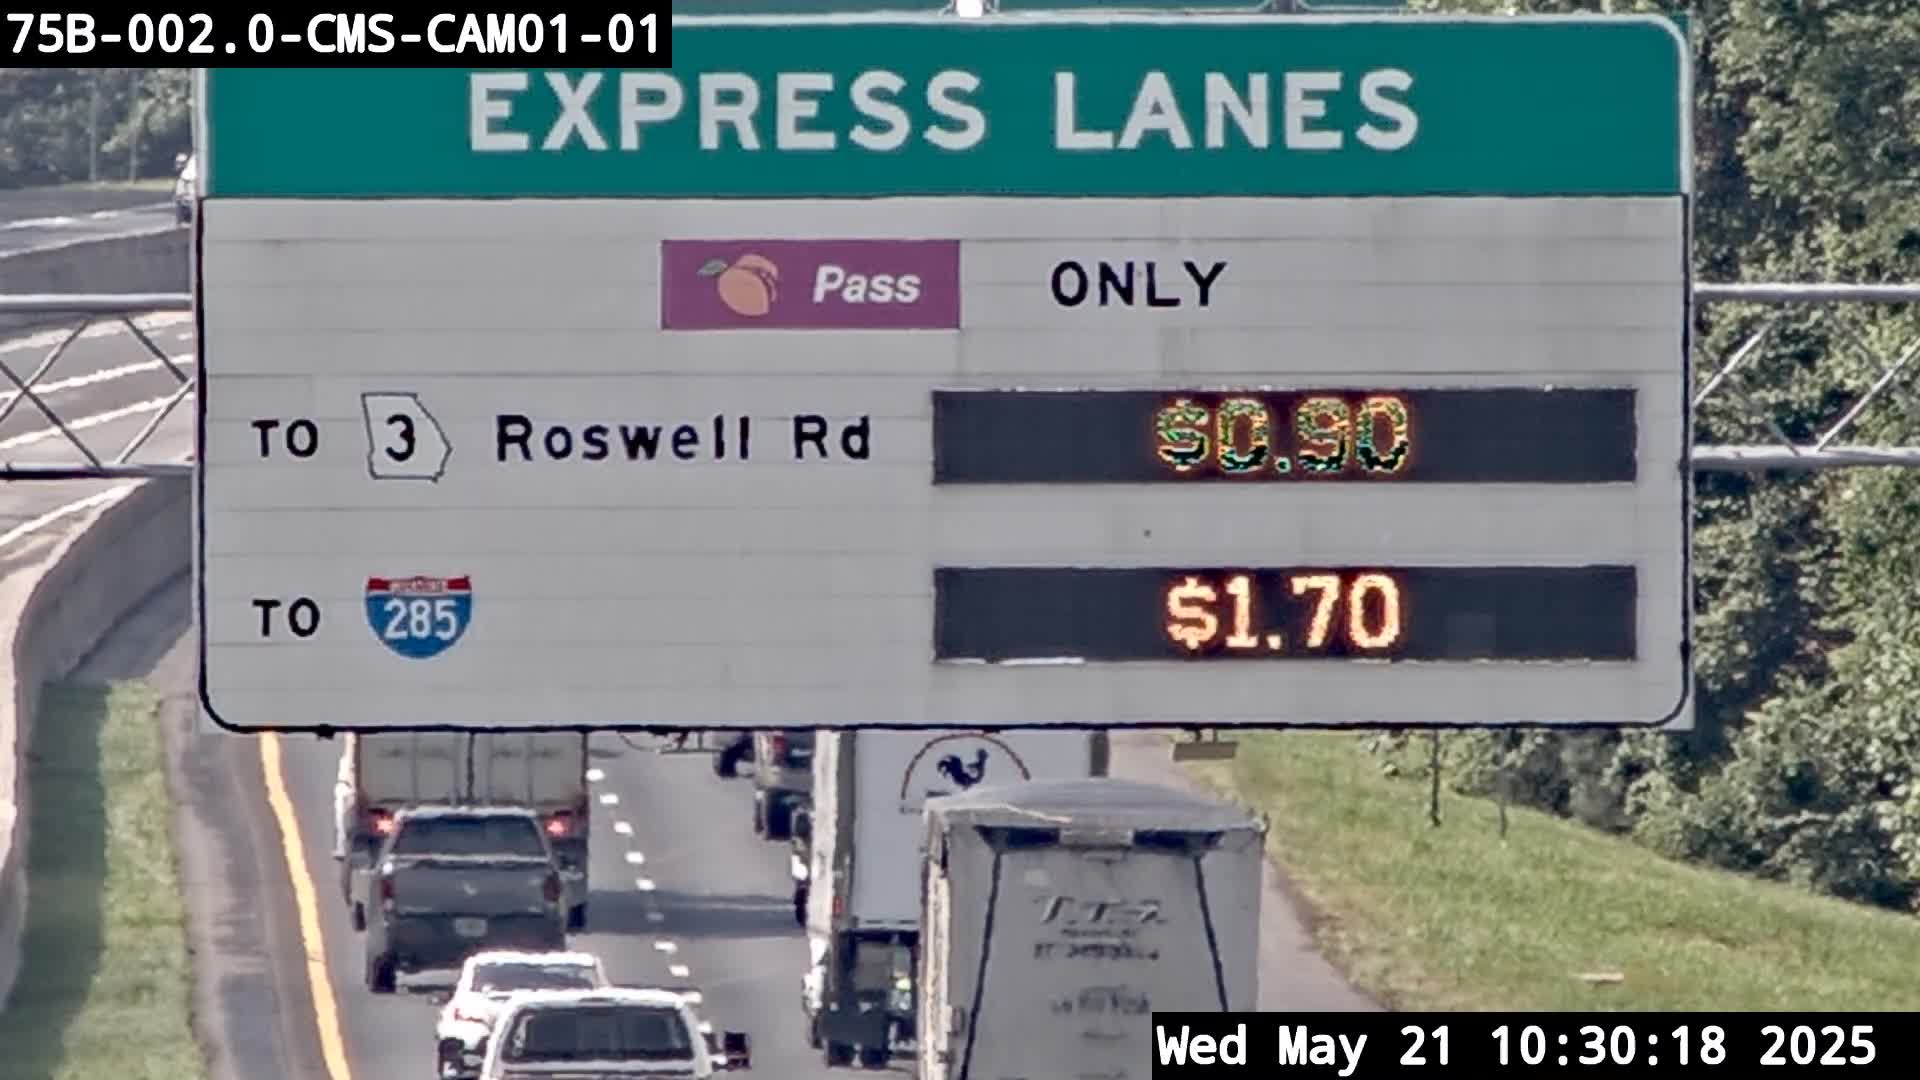 75B-002.0-CMS-CAM01-01
EXPRESS LANES
Pass ONLY
TO 3 Roswell Rd $0.90
TO 285 $1.70
Wed May 21 10:30:18 2025